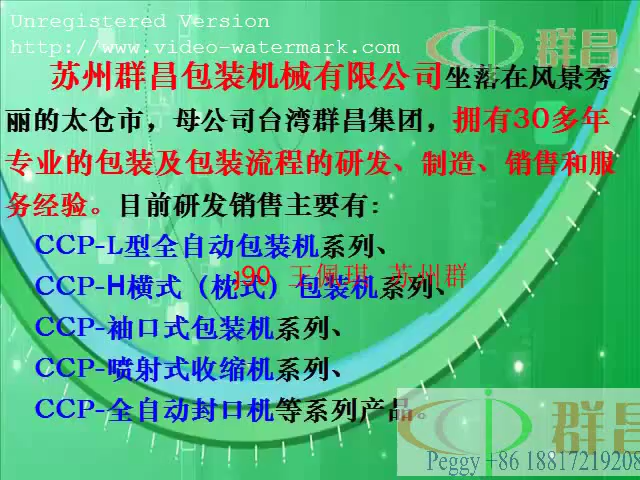 Unregistered Version
http://www.video-watermark.com
群昌
苏州群昌包装机械有限公司坐落在风景秀
丽的太仓市，母公司台湾群昌集团，拥有30多年
专业的包装及包装流程的研发、制造、销售和服
务经验。目前研发销售主要有：
CCP-L型全自动包装机系列、
90 王佩琪 苏州群
CCP-H横式（枕式）包装机系列、
CCP-袖口式包装机系列、
CCP-喷射式收缩机系列、
CCP-全自动封口机等系列产品。
群昌
Peggy +86 18817219208